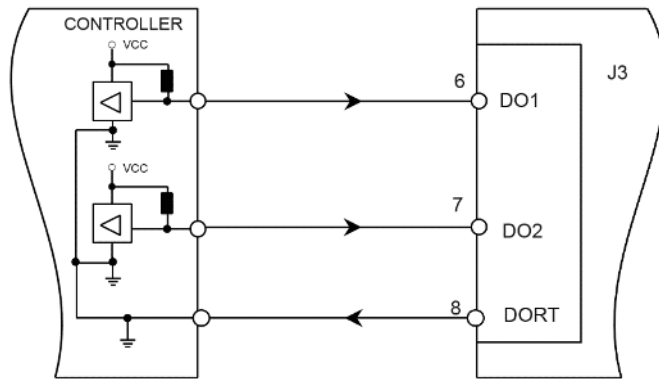 CONTROLLER
VCC
6
DO1
J3
VCC
7
DO2
8
DORT